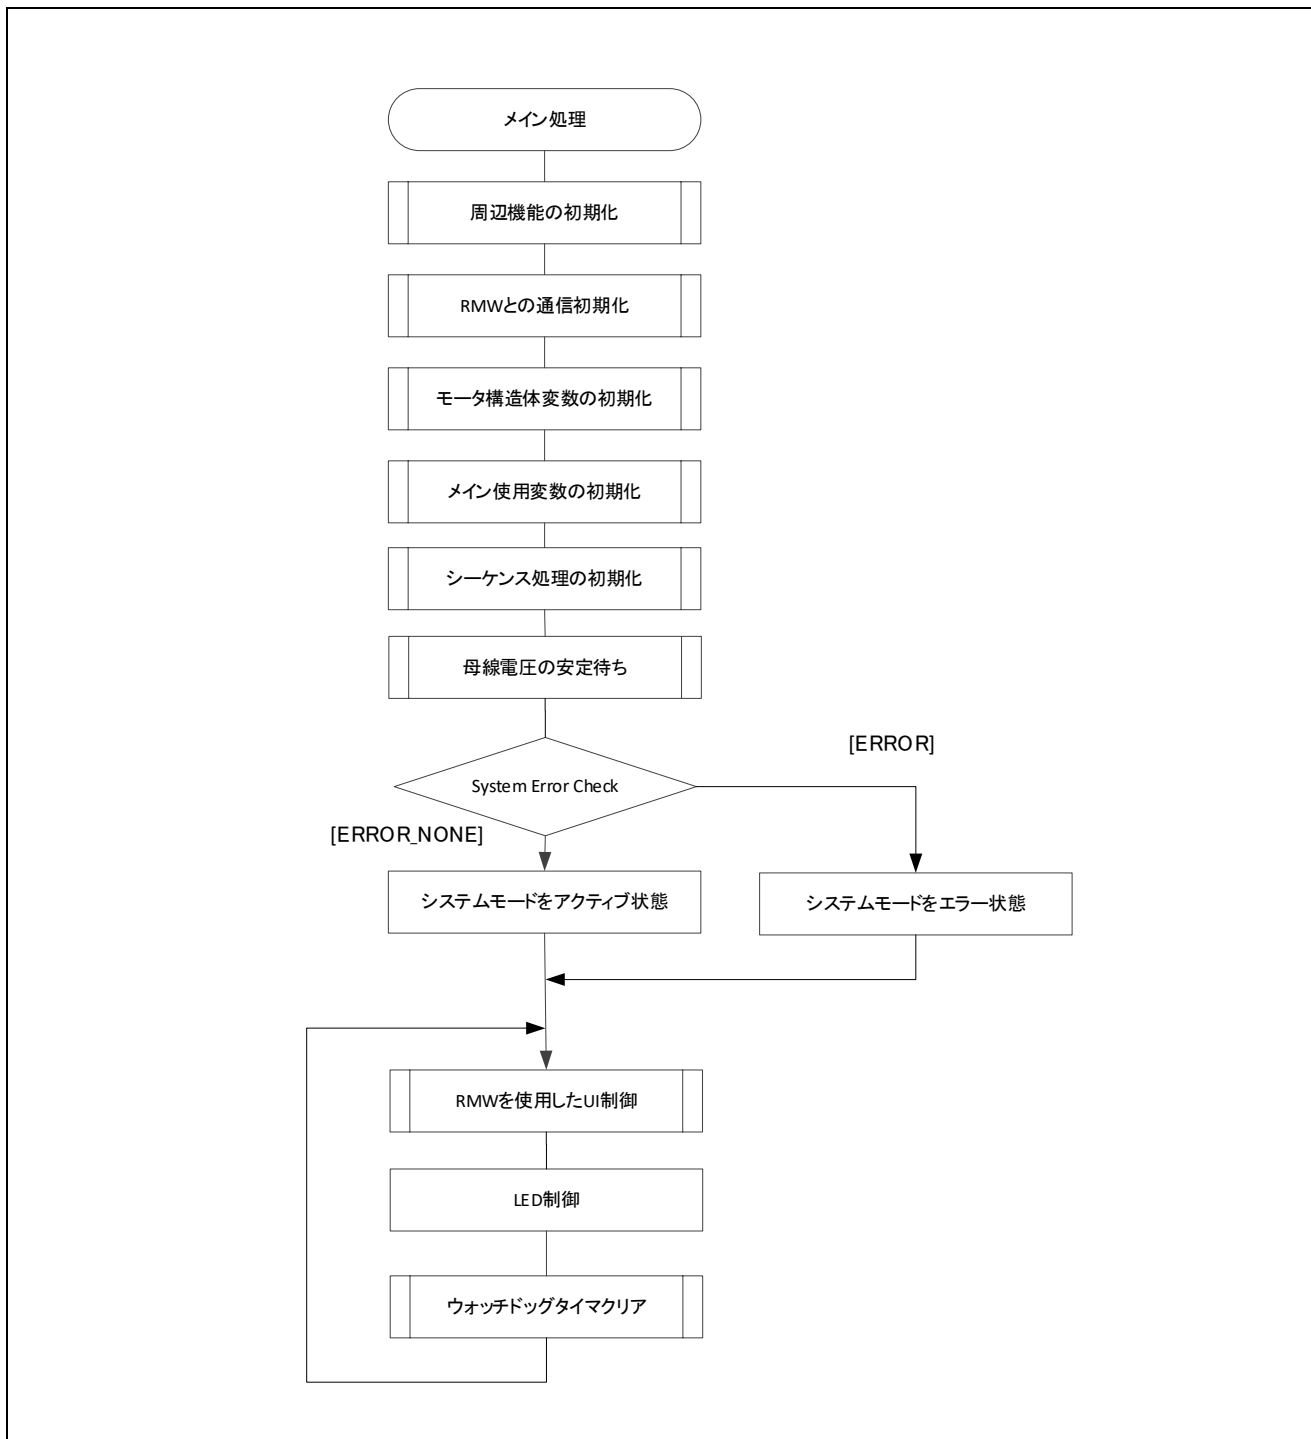 メイン処理
周辺機能の初期化
RMWとの通信初期化
モータ構造体変数の初期化
メイン使用変数の初期化
シーケンス処理の初期化
母線電圧の安定待ち
[ERROR]
System Error Check
[ERROR_NONE]
システムモードをアクティブ状態
システムモードをエラー状態
RMWを使用したUI制御
LED制御
ウォッチドッグタイマクリア